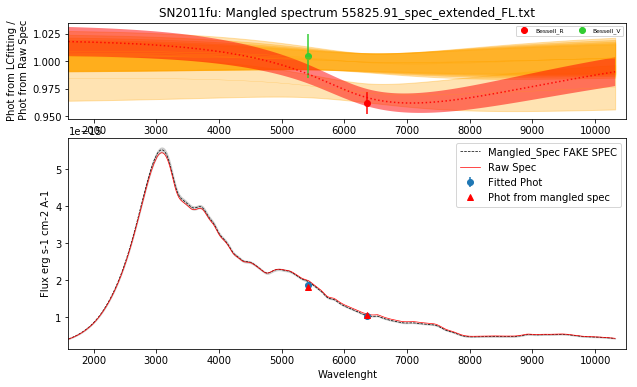 SN2011fu: Mangled spectrum 55825.91_spec_extended_FL.txt
Phot from LCfitting /
Phot from Raw Spec
1.025
1.000
0.975
0.950
Bessell_R
Bessell_V
2000 3000 4000 5000 6000 7000 8000 9000 10000
5
4
3
2
1
Flux erg s-1 cm-2 A-1
Mangled_Spec FAKE SPEC
Raw Spec
Fitted Phot
Phot from mangled spec
2000 3000 4000 5000 6000 7000 8000 9000 10000
Wavelenght